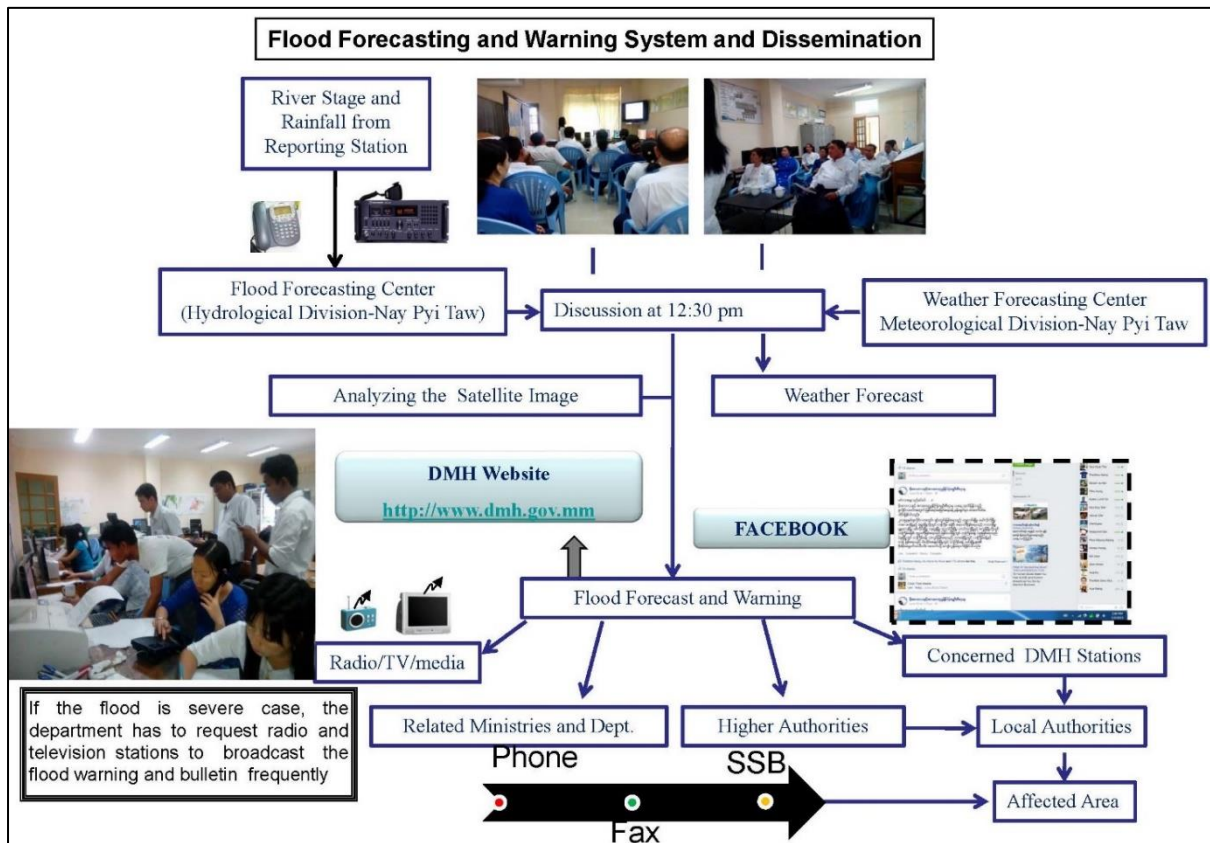 Flood Forecasting and Warning System and Dissemination
River Stage and
Rainfall from
Reporting Station
Flood Forecasting Center
(Hydrological Division-Nay Pyi Taw)
Discussion at 12:30 pm
Weather Forecasting Center
Meteorological Division-Nay Pyi Taw
Analyzing the Satellite Image
Weather Forecast
DMH Website
http://www.dmh.gov.mm
FACEBOOK
Flood Forecast and Warning
Radio/TV/media
Concerned DMH Stations
If the flood is severe case, the
department has to request radio and
television stations to broadcast the
flood warning and bulletin frequently
Related Ministries and Dept.
Higher Authorities
Local Authorities
Phone
SSB
Fax
Affected Area